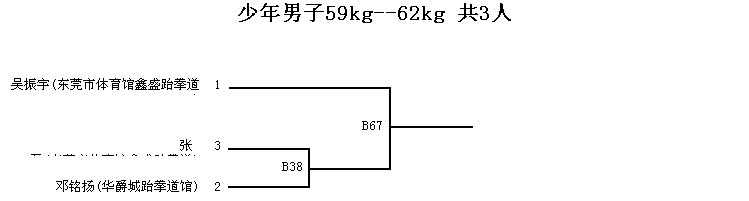 少年男子59kg--62kg 共3人
吴振宇(东莞市体育馆鑫盛跆拳道 1
B67
张 3
B38
邓铭扬(华爵城跆拳道馆) 2